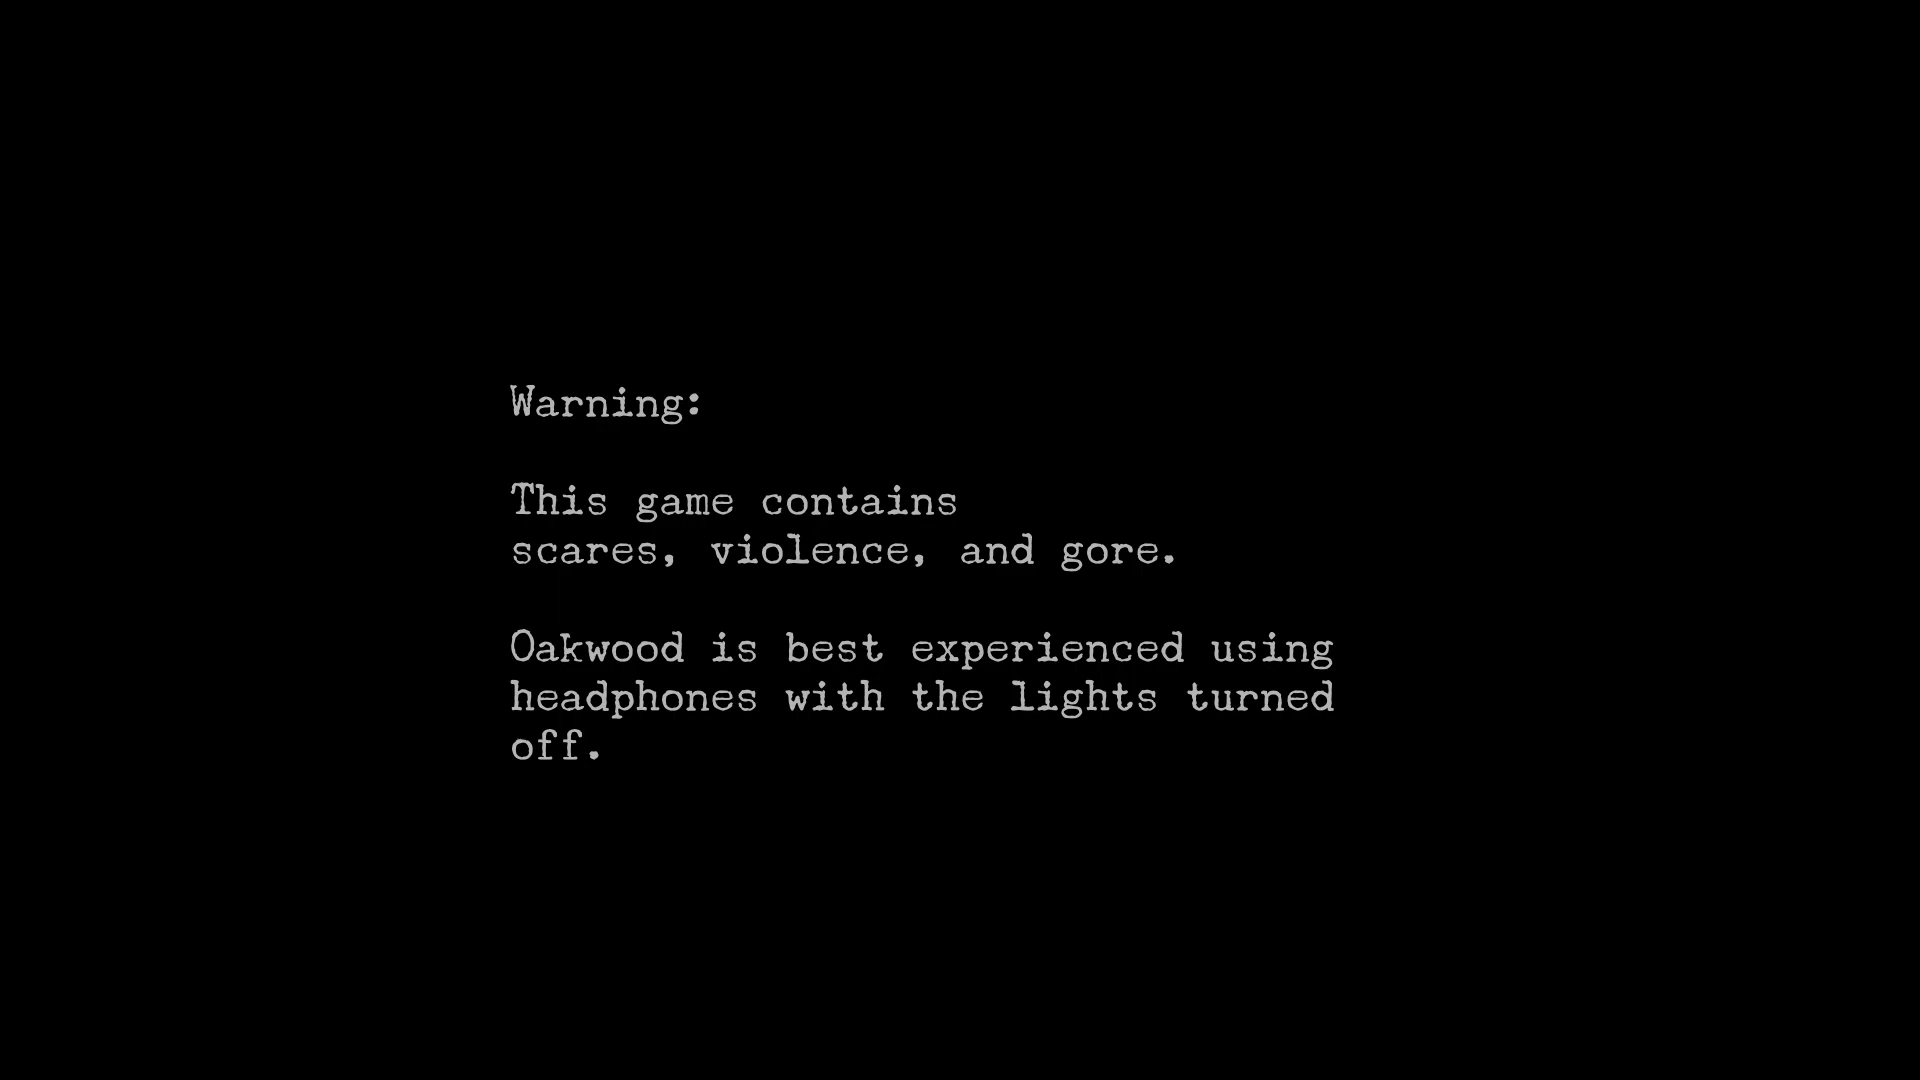 Warning:
This game contains
scares, violence, and gore.
Oakwood is best experienced using
headphones with the lights turned
off.